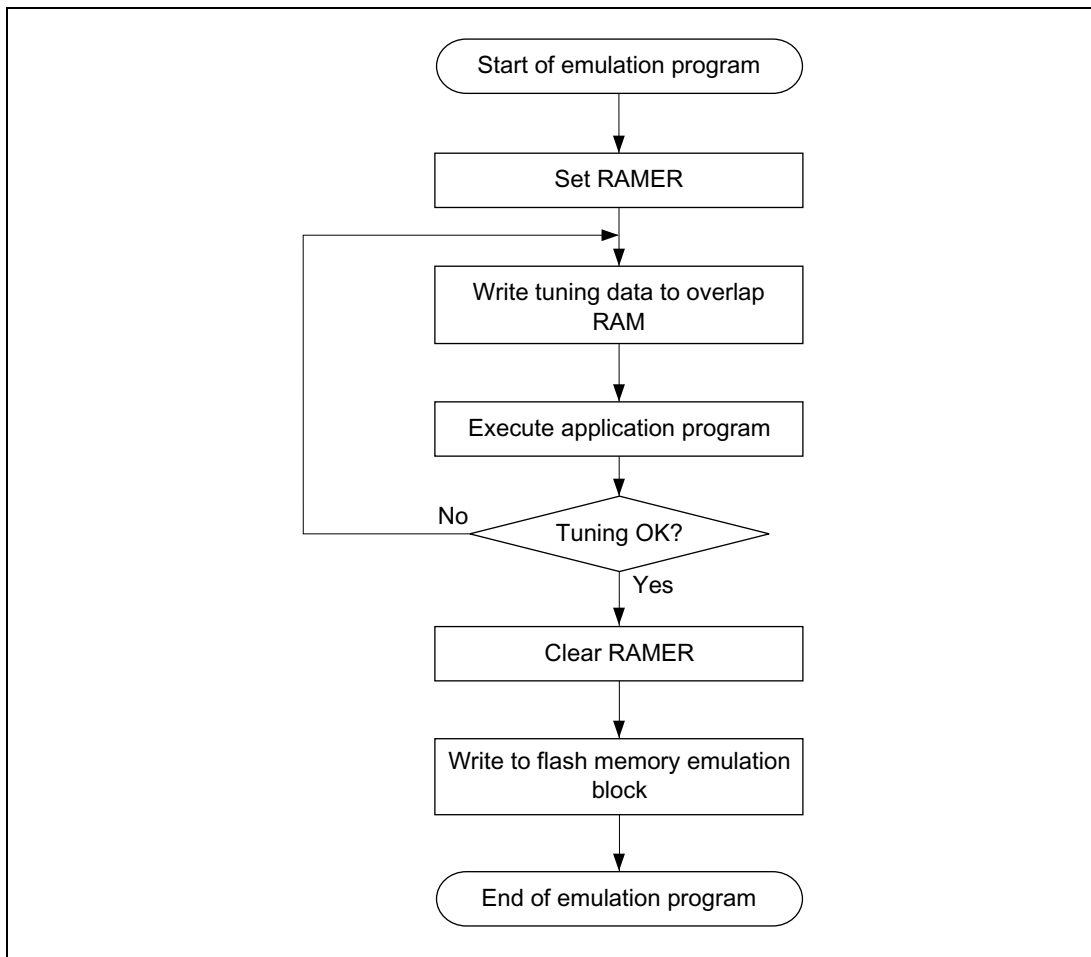 Start of emulation program
Set RAMER
Write tuning data to overlap
RAM
Execute application program
No
Tuning OK?
Yes
Clear RAMER
Write to flash memory emulation
block
End of emulation program